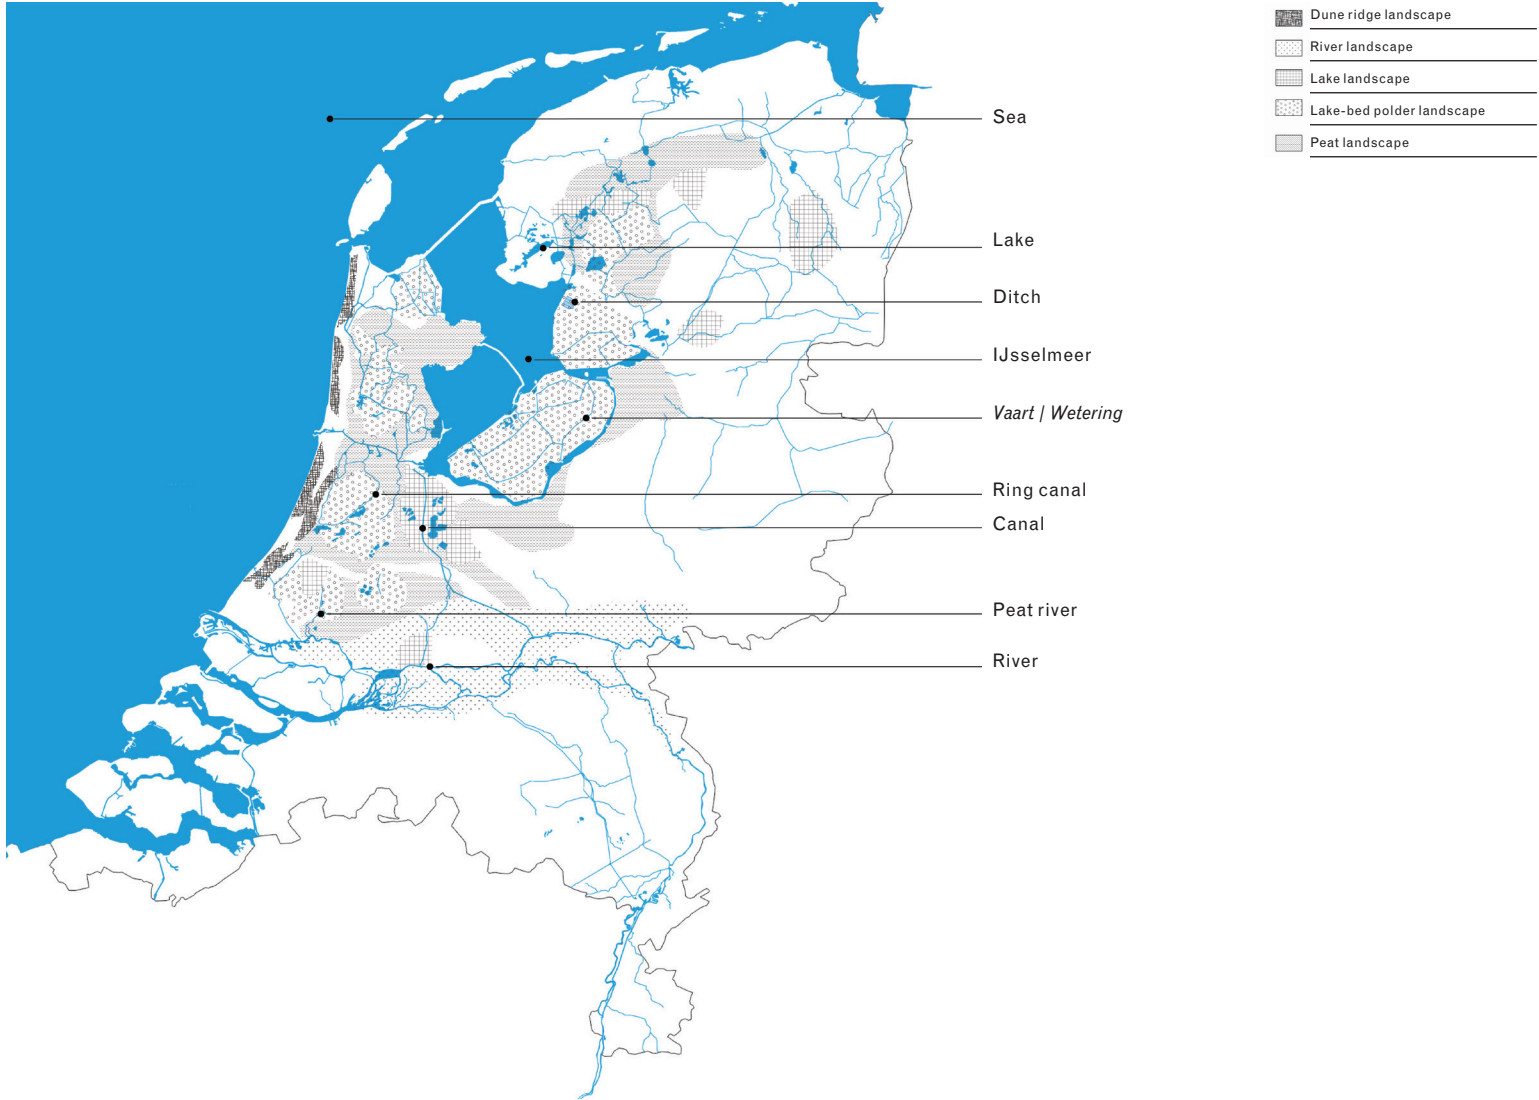 Dune ridge landscape
River landscape
Lake landscape
Lake-bed polder landscape
Peat landscape
Sea
Lake
Ditch
IJsselmeer
Vaart | Wetering
Ring canal
Canal
Peat river
River